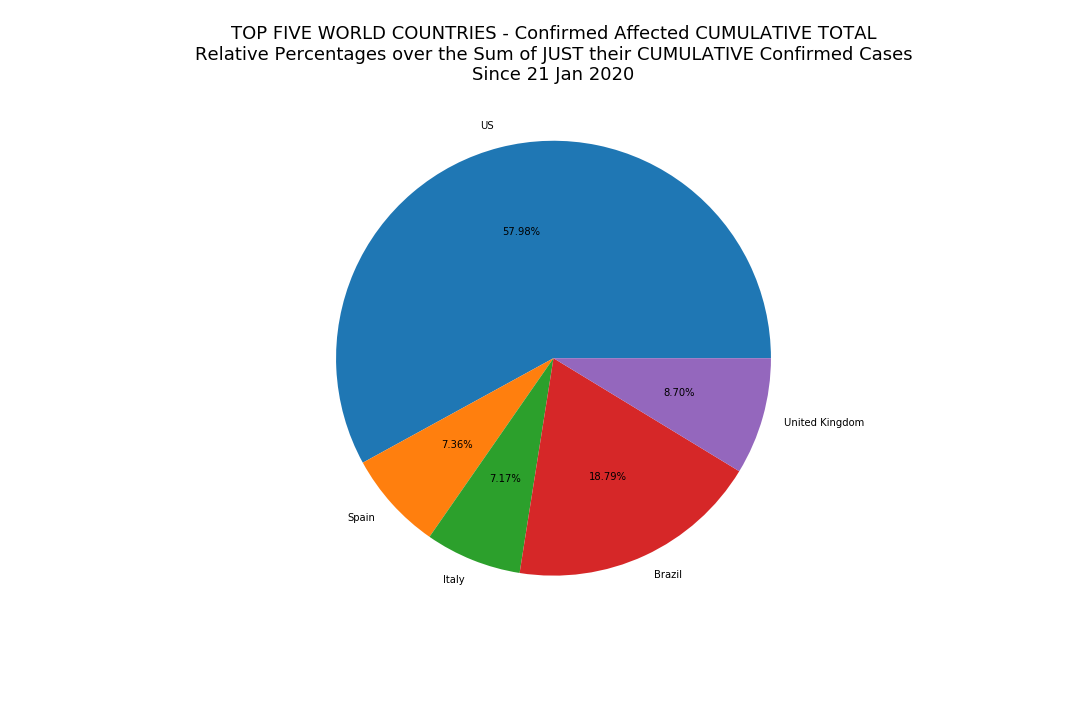 TOP FIVE WORLD COUNTRIES - Confirmed Affected CUMULATIVE TOTAL
Relative Percentages over the Sum of JUST their CUMULATIVE Confirmed Cases
Since 21 Jan 2020
US
57.98%
8.70%
United Kingdom
7.36%
7.17%
18.79%
Spain
Italy
Brazil